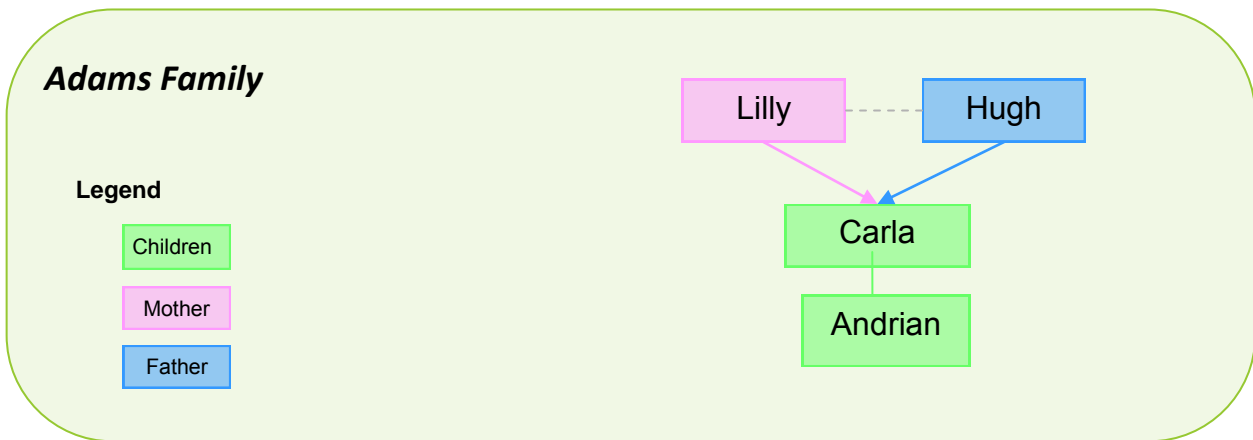 Adams Family
Lilly
Hugh
Legend
Carla
Children
Mother
Andrian
Father